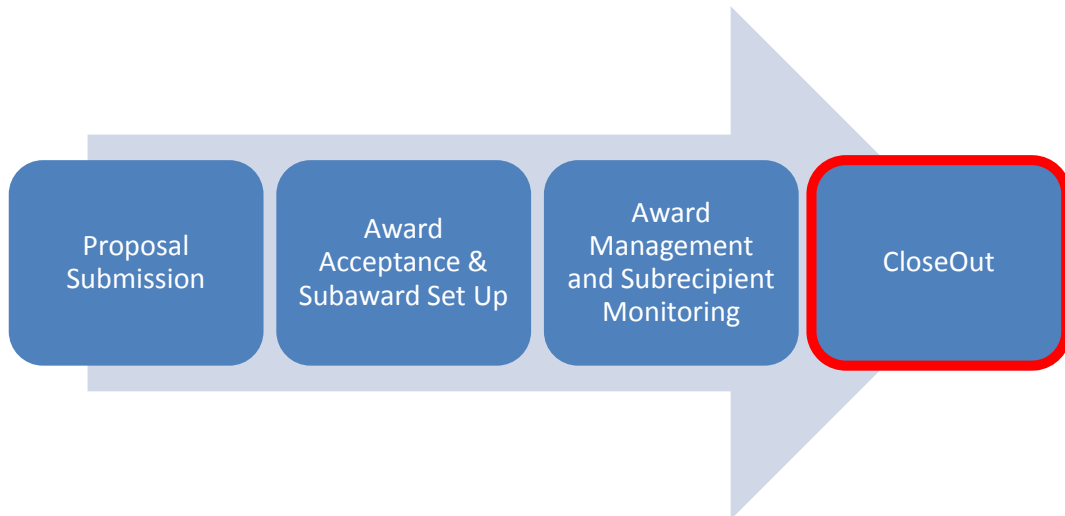 Proposal
Submission
Award
Acceptance &
Subaward Set Up
Award
Management
and Subrecipient
Monitoring
CloseOut